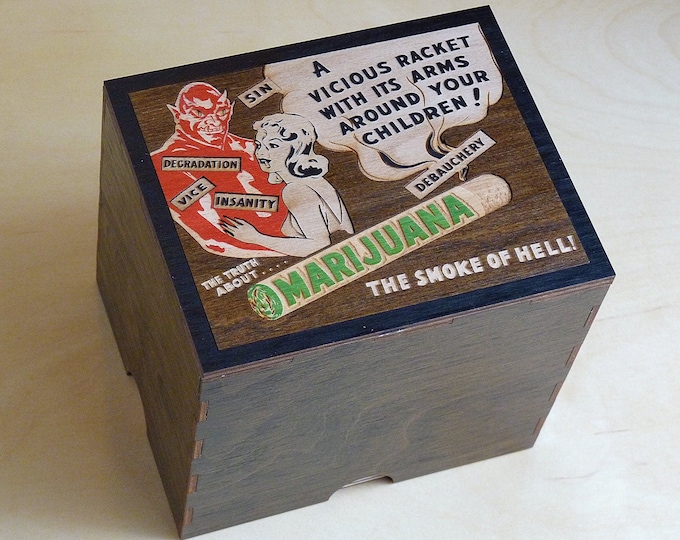 SIN
A
VICIOUS RACKET
WITH ITS ARMS
AROUND YOUR
CHILDREN!
DEGRADATION
VICE
INSANITY
DEBAUCHERY
THE TRUTH
ABOUT.....
MARIJUANA
THE SMOKE OF HELL!